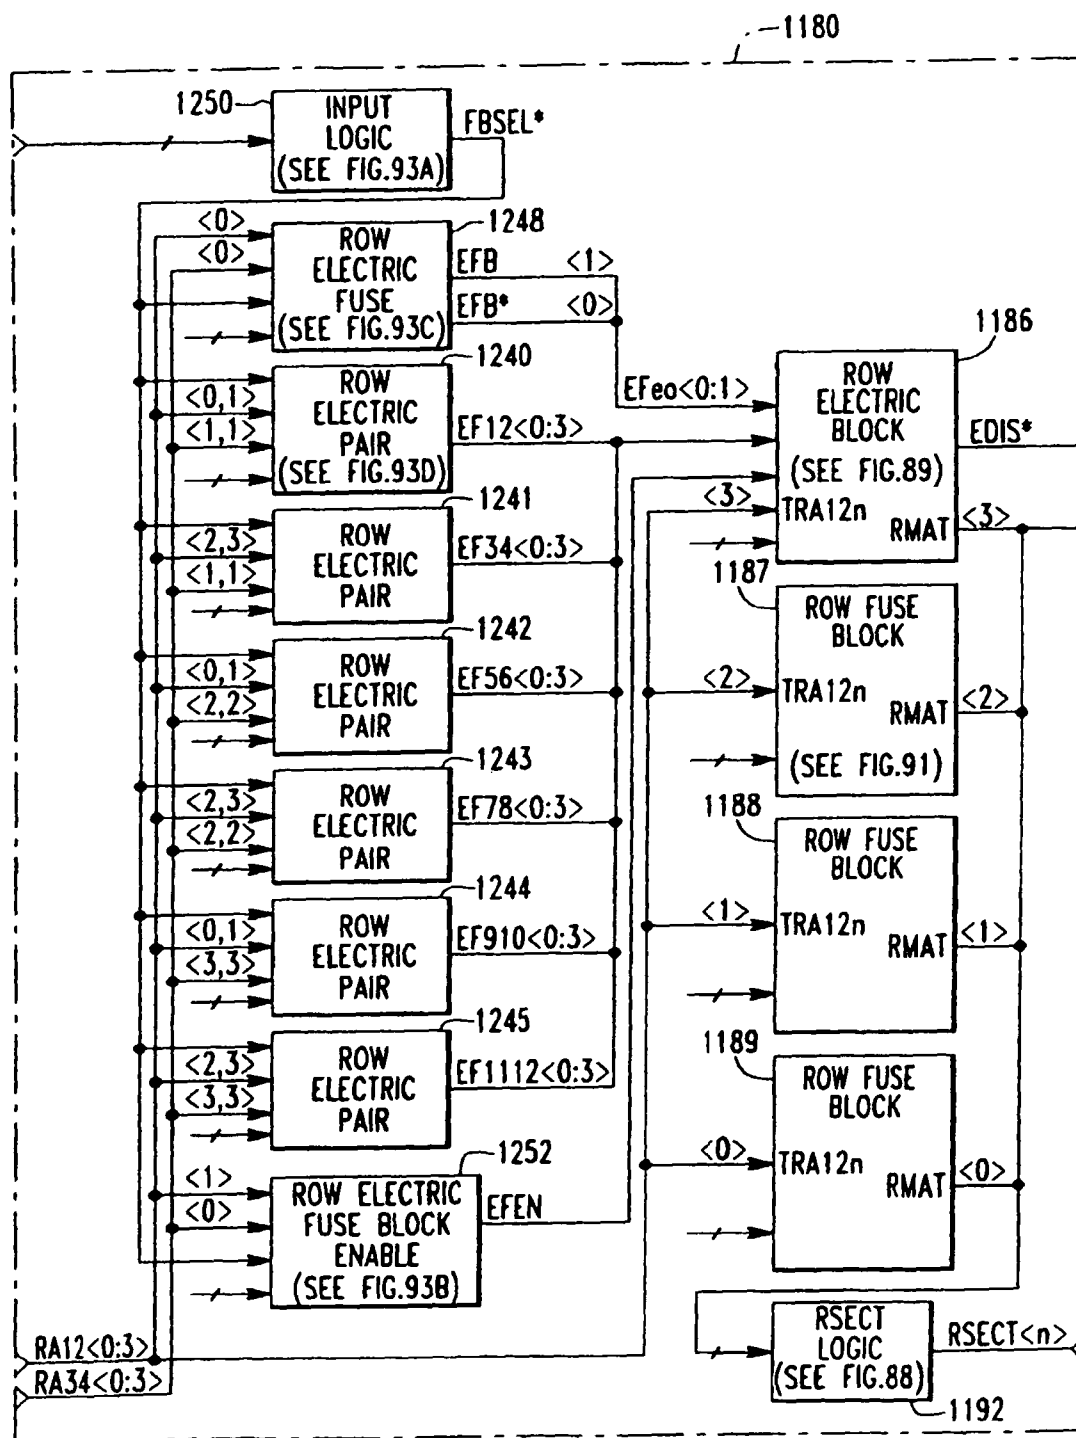 1180
1250
INPUT
LOGIC
(SEE FIG.93A)
FBSEL*
<0>
<0>
1248
ROW
ELECTRIC
FUSE
(SEE FIG.93C)
EFB
<1>
EFB*
<0>
1240
<0,1>
<1,1>
ROW
ELECTRIC
PAIR
(SEE FIG.93D)
EF12<0:3>
1241
<2,3>
<1,1>
ROW
ELECTRIC
PAIR
EF34<0:3>
1242
<0,1>
<2,2>
ROW
ELECTRIC
PAIR
EF56<0:3>
1243
<2,3>
<2,2>
ROW
ELECTRIC
PAIR
EF78<0:3>
1244
<0,1>
<3,3>
ROW
ELECTRIC
PAIR
EF910<0:3>
1245
<2,3>
<3,3>
ROW
ELECTRIC
PAIR
EF1112<0:3>
1252
<1>
<0>
ROW ELECTRIC
FUSE BLOCK
ENABLE
(SEE FIG.93B)
EFEN
RA12<0:3>
RA34<0:3>
1186
EFeo<0:1>
ROW
ELECTRIC
BLOCK
(SEE FIG.89)
EDIS*
<3>
TRA12n
RMAT
<3>
1187
ROW FUSE
BLOCK
<2>
TRA12n
RMAT
<2>
(SEE FIG.91)
1188
ROW FUSE
BLOCK
<1>
TRA12n
RMAT
<1>
1189
ROW FUSE
BLOCK
<0>
TRA12n
RMAT
<0>
RSECT
LOGIC
(SEE FIG.88)
RSECT<n>
1192